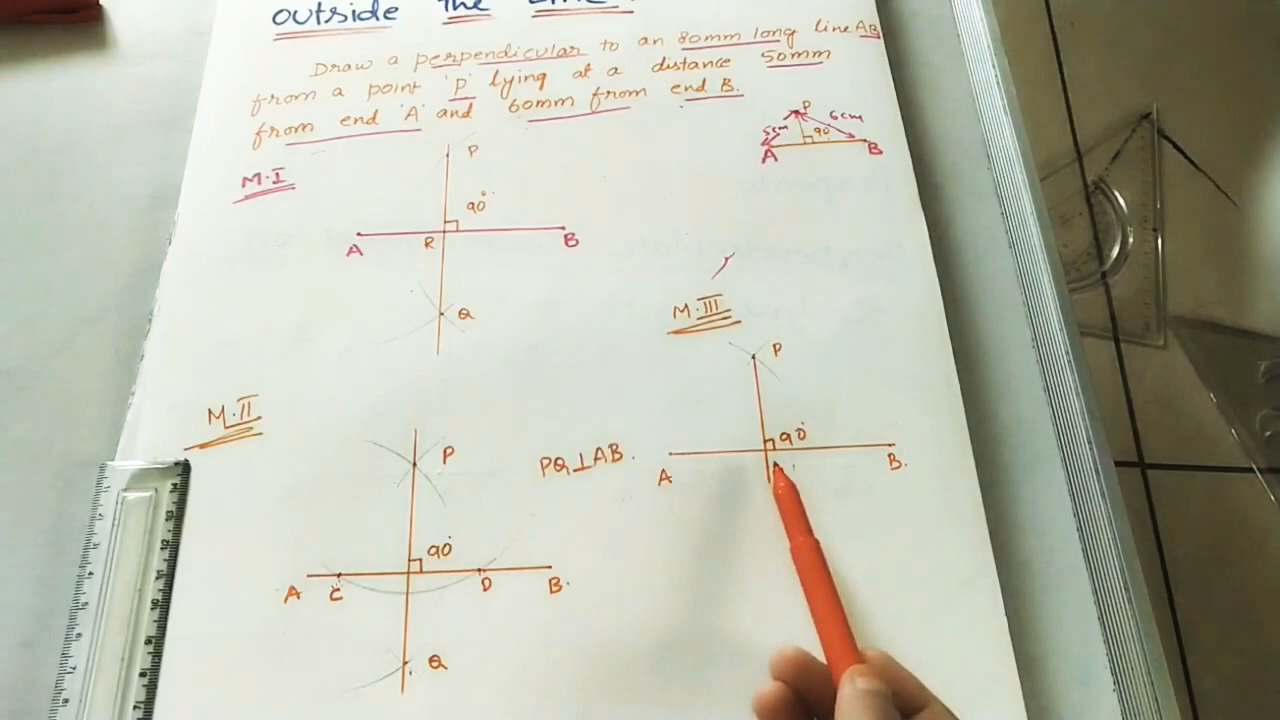 outside the Line.
Draw a perpendicular to an 80mm long line AB
from a point 'P' lying at a distance 50mm
from end 'A' and 60mm from end B.
P
5cm
6cm
90°
A
B
M.I
P
90°
A
R
B
Q
M.III
P
90°
A
B.
M.II
P
PQ⊥AB.
90°
A
C
D
B.
Q